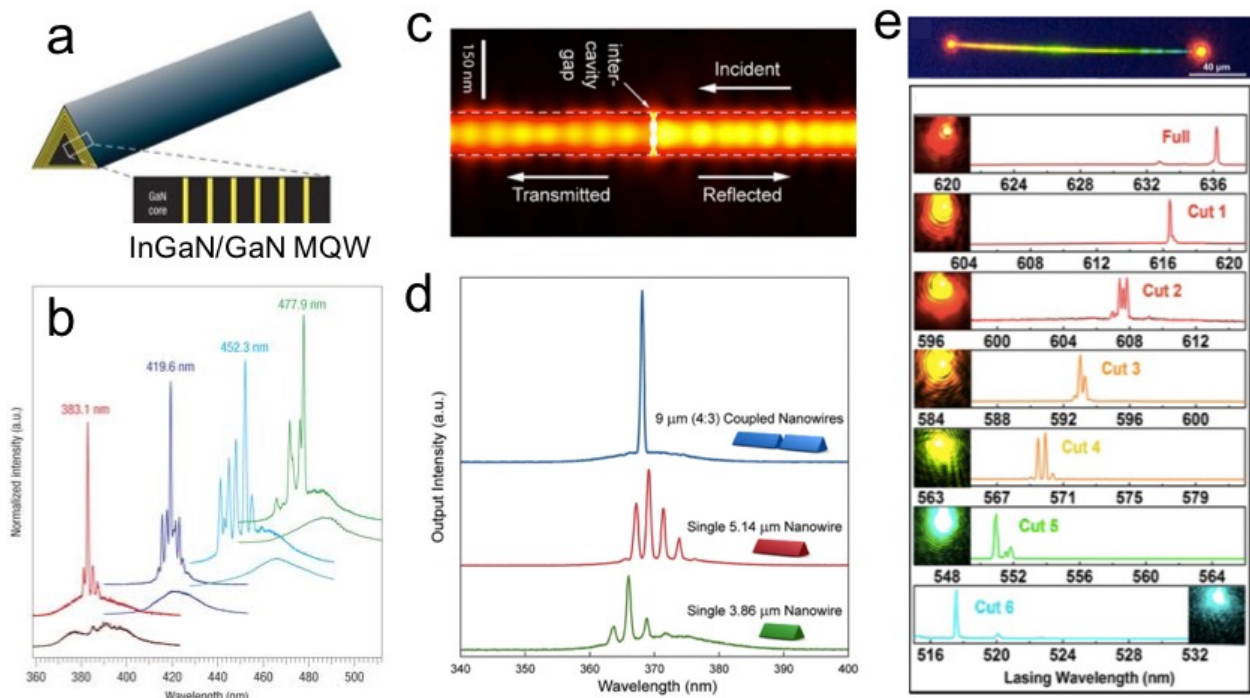 a
GaN
core
InGaN/GaN MQW
b
383.1 nm
419.6 nm
452.3 nm
477.9 nm
Normalized intensity (a.u.)
360 380 400 420 440 460 480 500
Wavelength (nm)
c
150 nm
inter-
cavity
gap
Incident
Transmitted
Reflected
d
Output Intensity (a.u.)
9 μm (4:3) Coupled Nanowires
Single 5.14 μm Nanowire
Single 3.86 μm Nanowire
340 360 380 400
Wavelength (nm)
e
40 μm
Full
620 624 628 632 636
Cut 1
604 608 612 616 620
Cut 2
596 600 604 608 612
Cut 3
584 588 592 596 600
Cut 4
563 567 571 575 579
Cut 5
548 552 556 560 564
Cut 6
516 520 524 528 532
Lasing Wavelength (nm)